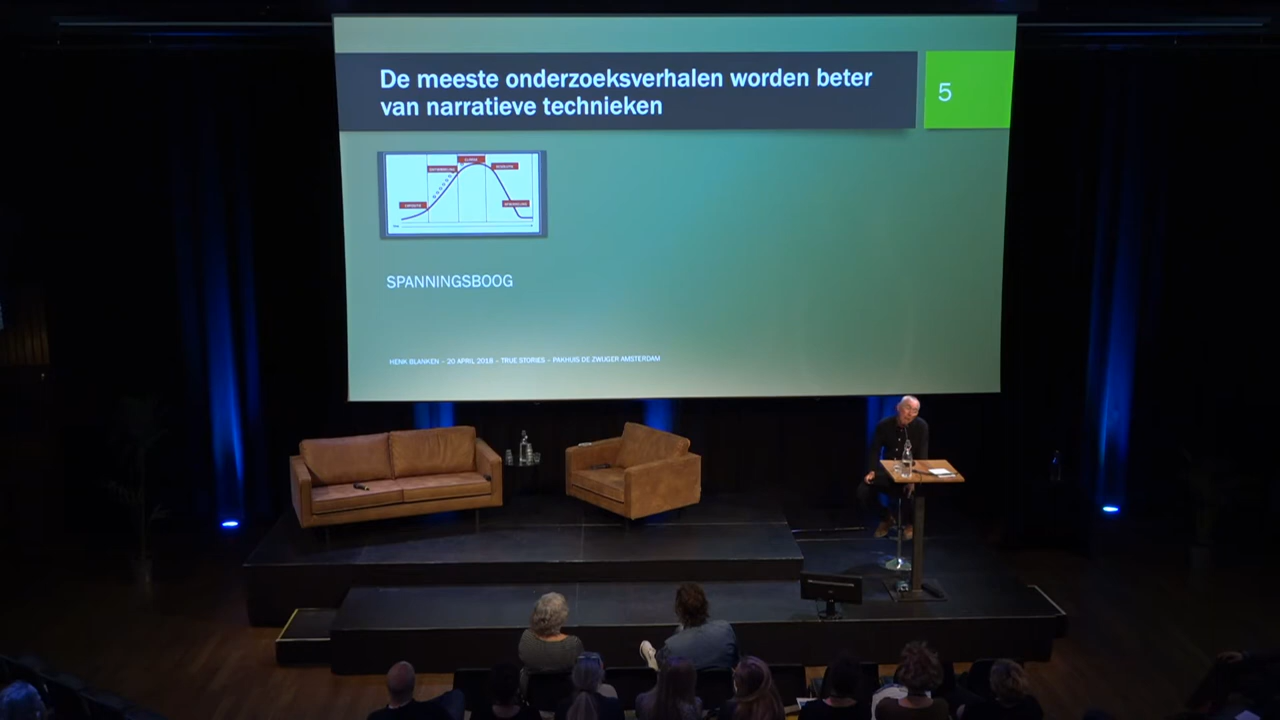 De meeste onderzoeksverhalen worden beter
van narratieve technieken
5
SPANNINGSBOOG
HENK BLANKEN – 20 APRIL 2018 – TRUE STORIES – PAKHUIS DE ZWIJGER AMSTERDAM